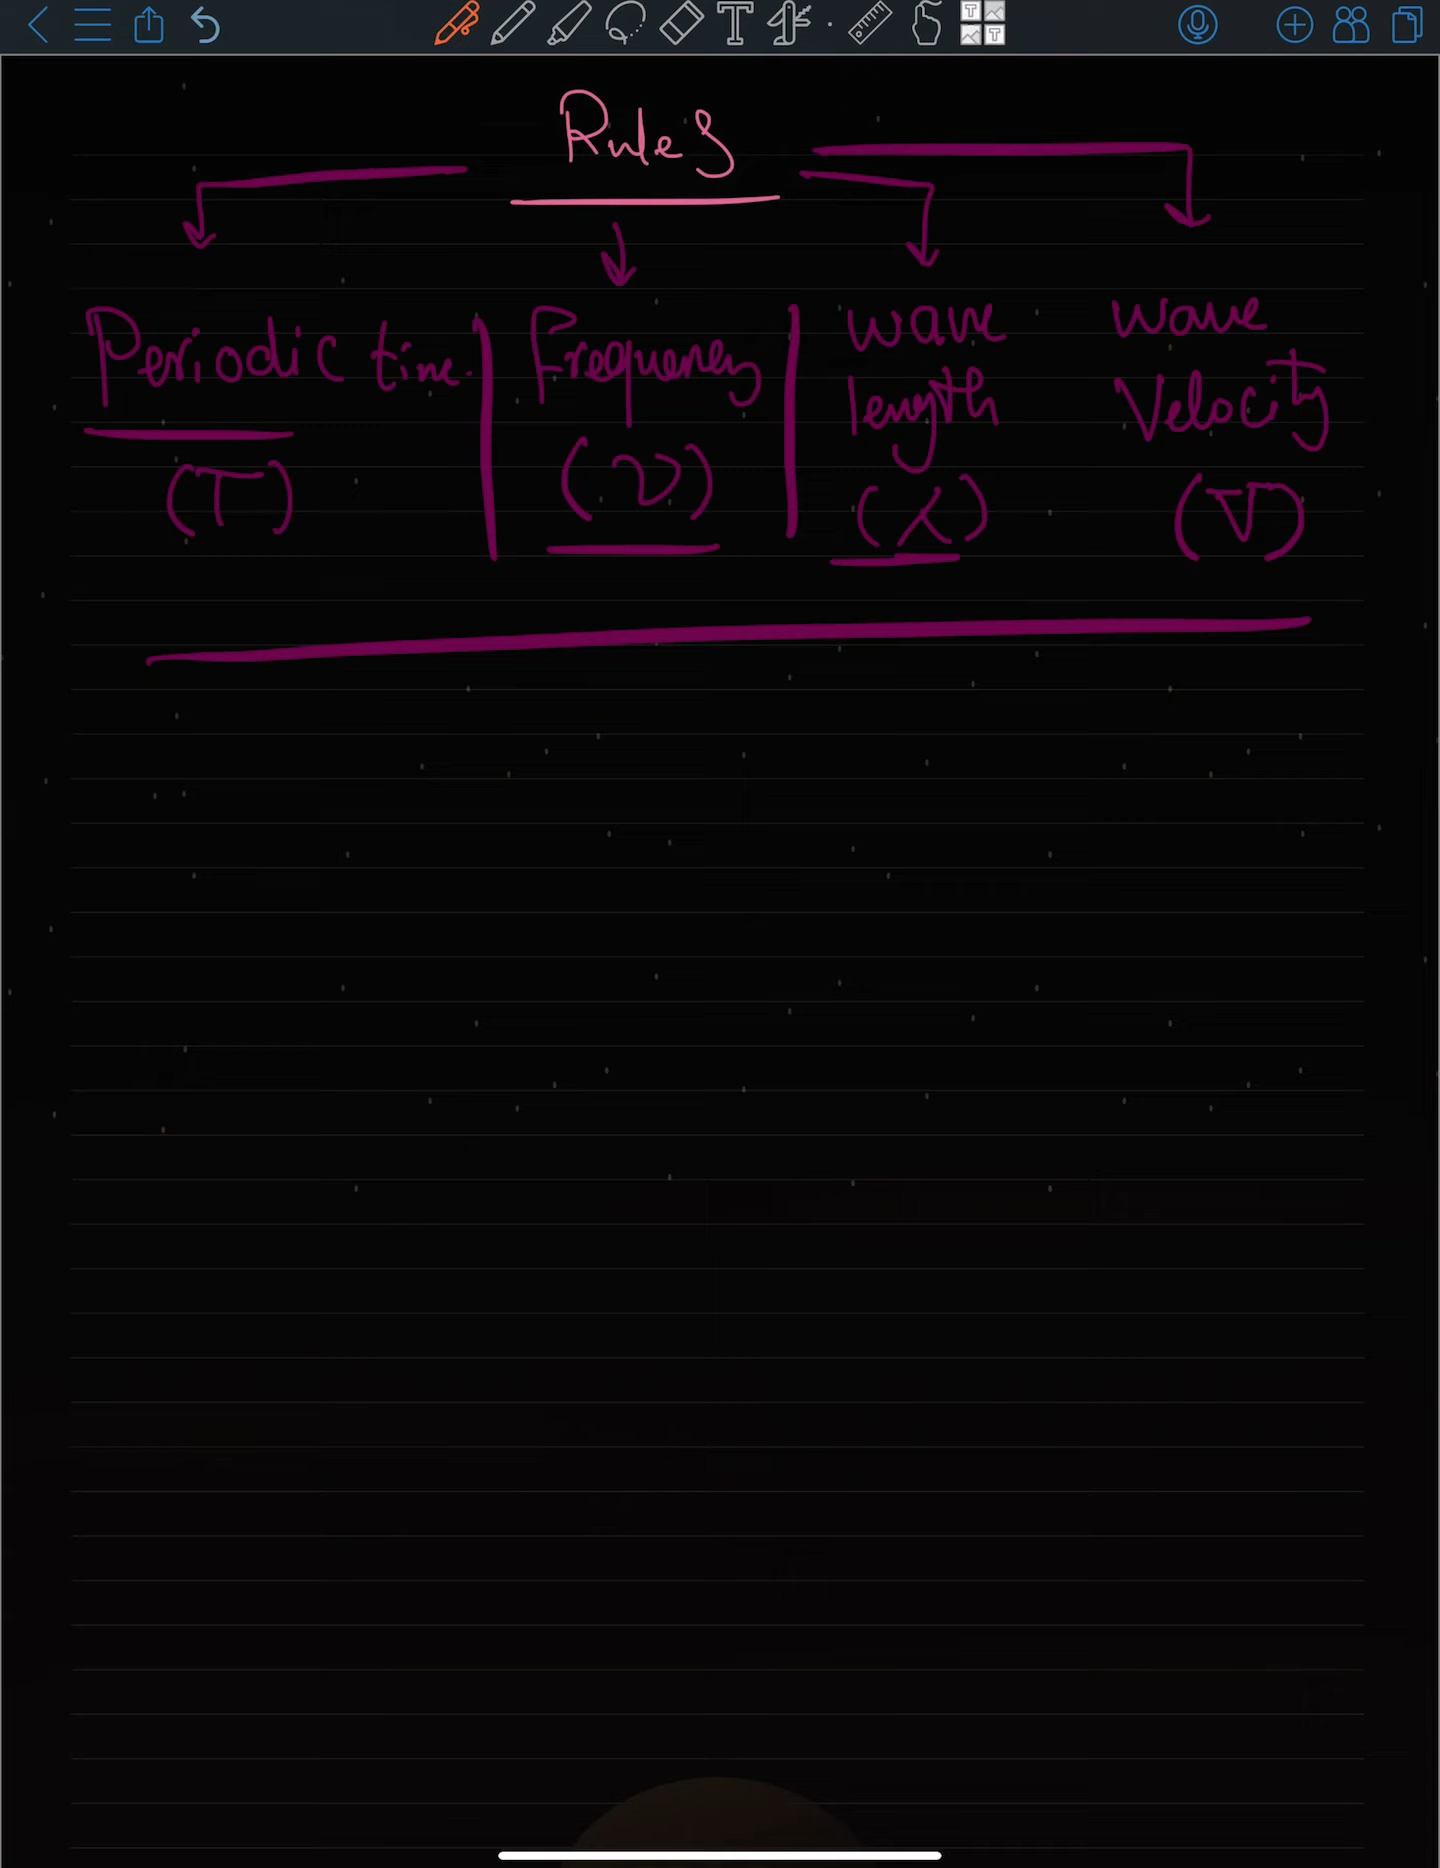 Rules
Periodic time.
(T)
Frequency
(ν)
wave
length
(λ)
wave
Velocity
(V)